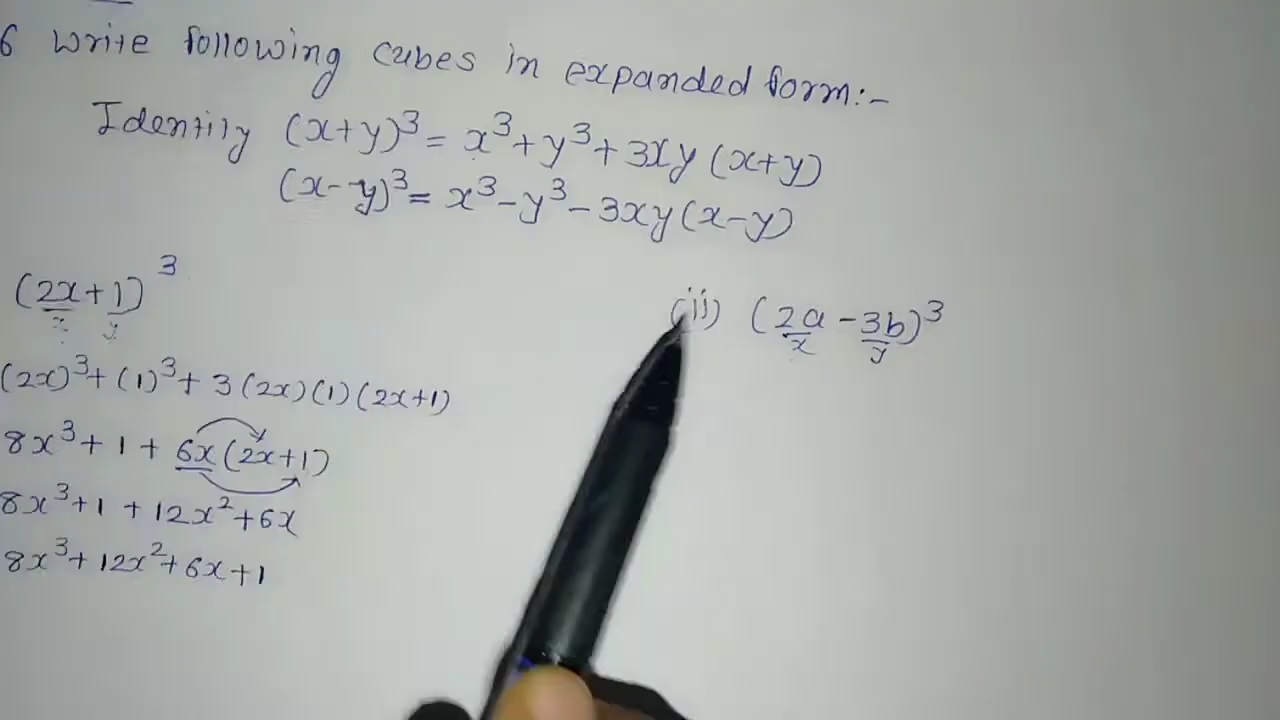 6 Write following cubes in expanded form:-
Identity (x+y)³ = x³+y³+3xy(x+y)
(x-y)³ = x³-y³-3xy(x-y)
(2x+1)³
x y
(2x)³+(1)³+3(2x)(1)(2x+1)
8x³+1+6x(2x+1)
8x³+1+12x²+6x
8x³+12x²+6x+1
(ii) (2a-3b)³
x y